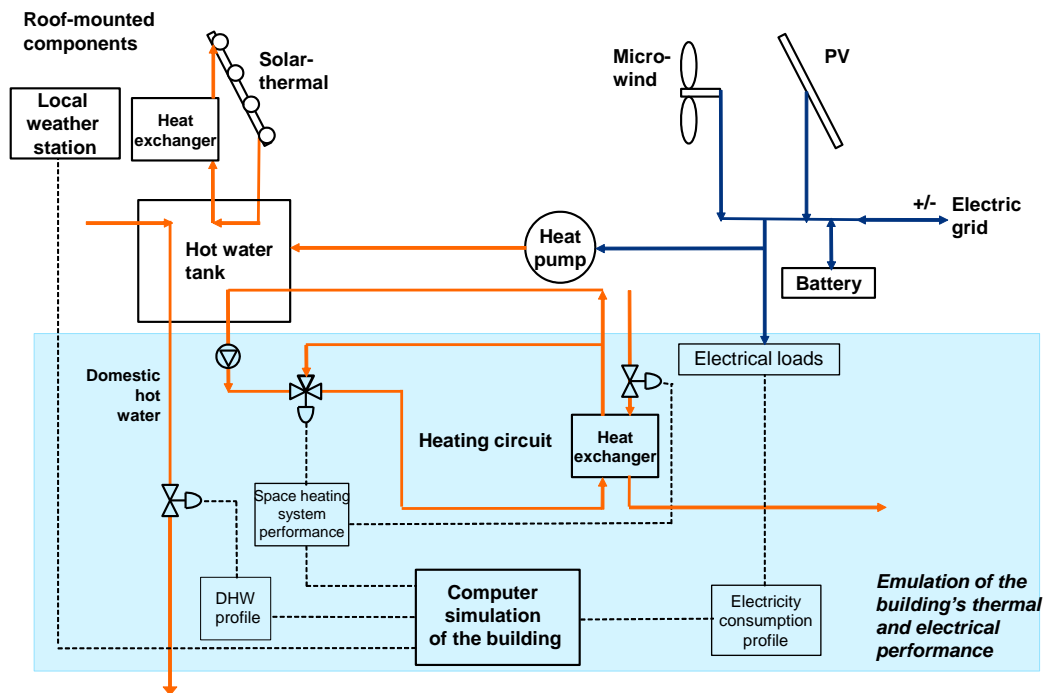 Roof-mounted
components
Solar-
thermal
Micro-
wind
PV
Local
weather
station
Heat
exchanger
+/-
Electric
grid
Hot water
tank
Heat
pump
Battery
Electrical loads
Domestic
hot
water
Heating circuit
Heat
exchanger
Space heating
system
performance
DHW
profile
Computer
simulation
of the building
Electricity
consumption
profile
Emulation of the
building's thermal
and electrical
performance